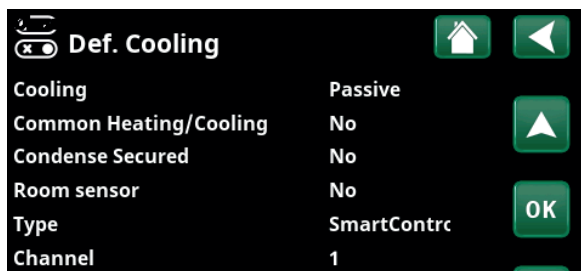 Def. Cooling
Cooling Passive
Common Heating/Cooling No
Condense Secured No
Room sensor No
Type SmartContrc
OK
Channel 1